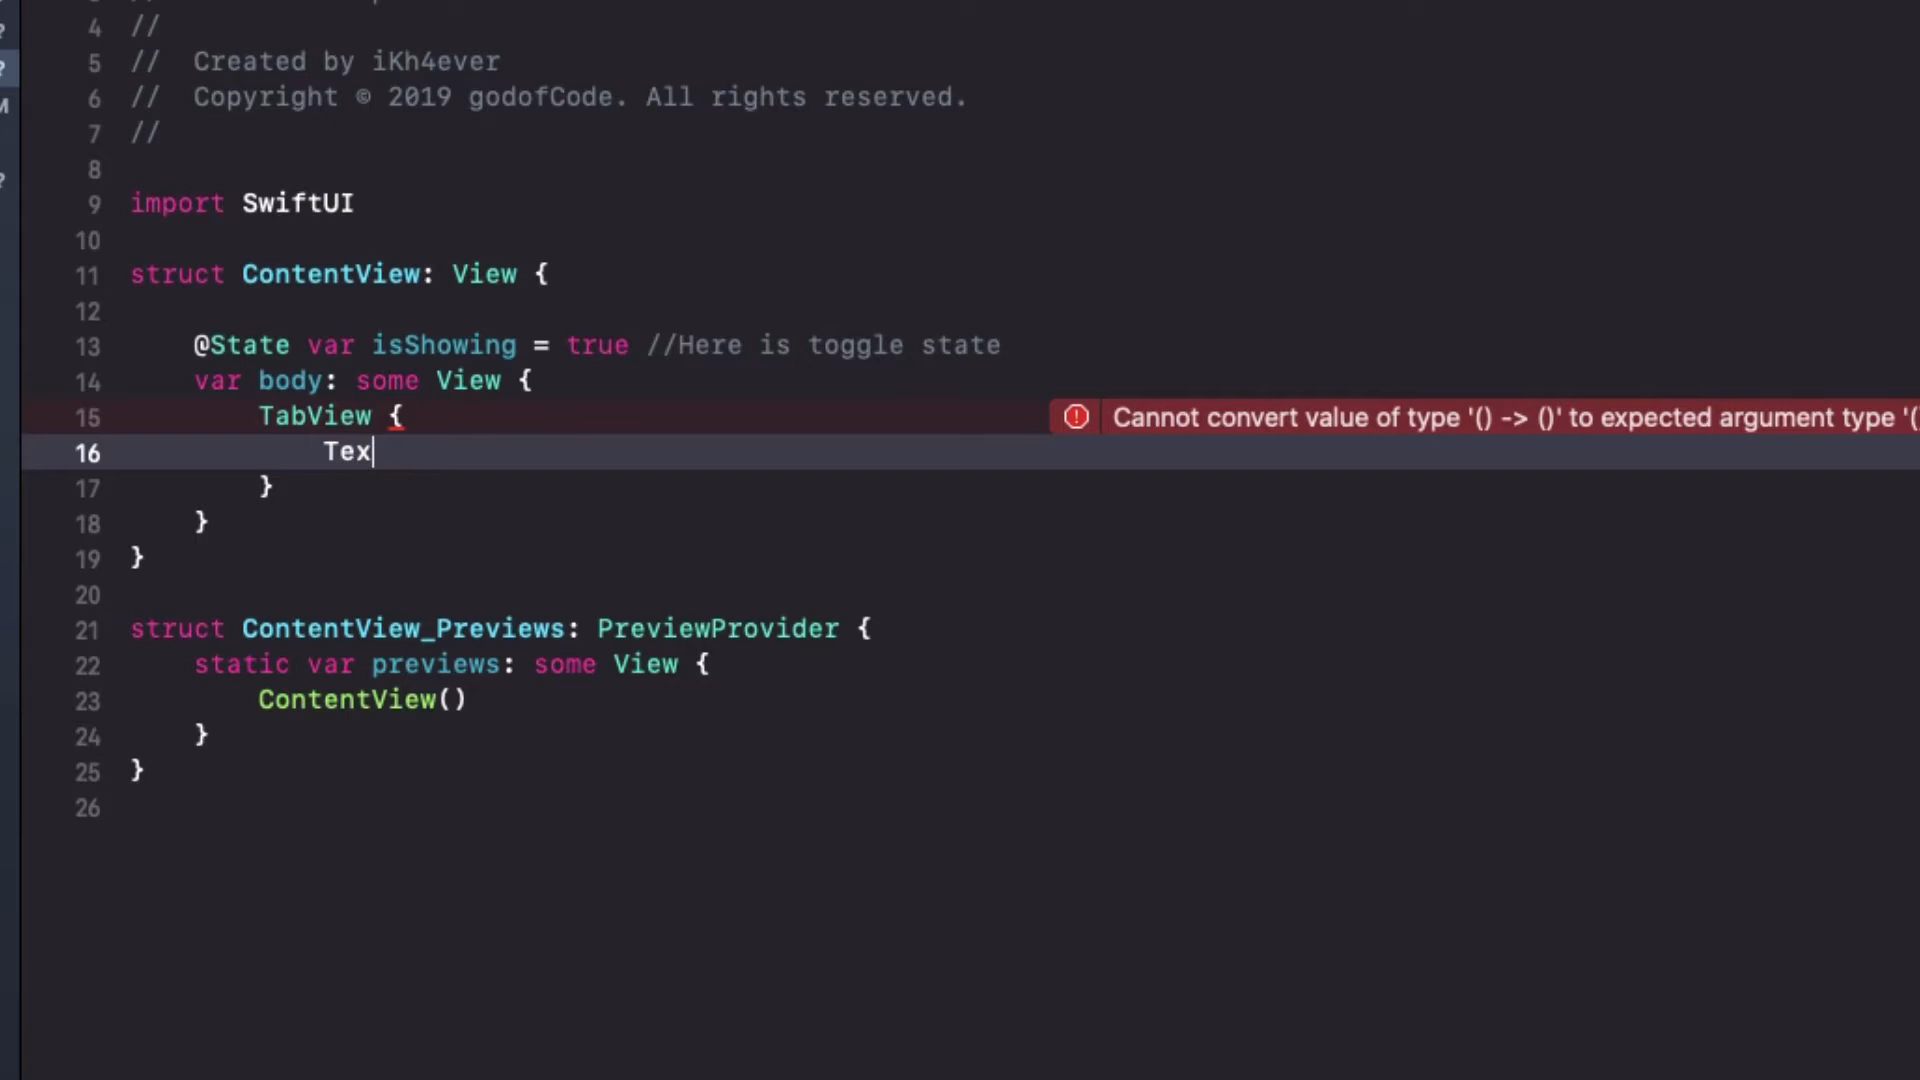 4 //
5 //  Created by iKh4ever
6 //  Copyright © 2019 godofCode. All rights reserved.
7 //
8
9 import SwiftUI
10
11 struct ContentView: View {
12
13     @State var isShowing = true //Here is toggle state
14     var body: some View {
15         TabView { Cannot convert value of type '() -> ()' to expected argument type '()
16             Tex
17         }
18     }
19 }
20
21 struct ContentView_Previews: PreviewProvider {
22     static var previews: some View {
23         ContentView()
24     }
25 }
26